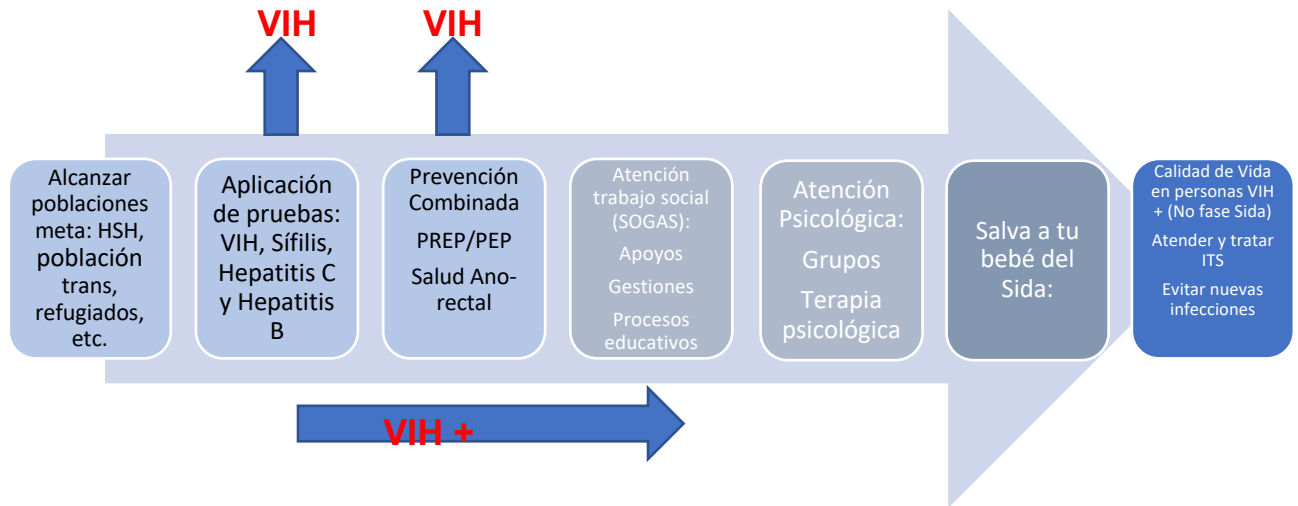 VIH
VIH
Alcanzar
poblaciones
meta: HSH,
población
trans,
refugiados,
etc.
Aplicación
de pruebas:
VIH, Sífilis,
Hepatitis C
y Hepatitis
B
Prevención
Combinada
PREP/PEP
Salud Ano-
rectal
Atención
trabajo social
(SOGAS):
Apoyos
Gestiones
Procesos
educativos
Atención
Psicológica:
Grupos
Terapia
psicológica
Salva a tu
bebé del
Sida:
Calidad de Vida
en personas VIH
+ (No fase Sida)
Atender y tratar
ITS
Evitar nuevas
infecciones
VIH +